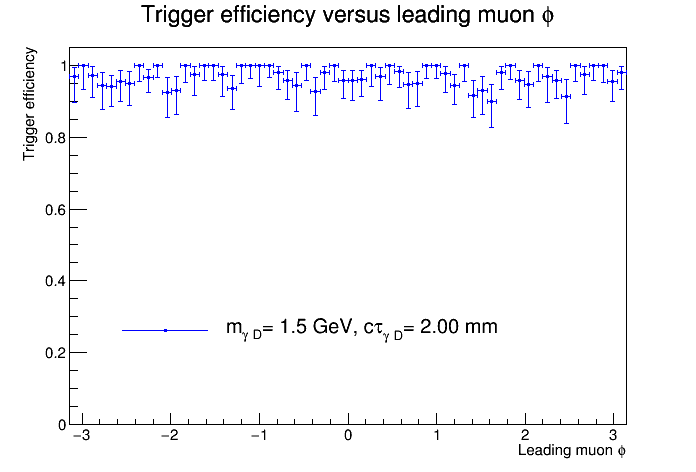 Trigger efficiency versus leading muon ϕ
Trigger efficiency
1
0.8
0.6
0.4
0.2
0
m_γ D = 1.5 GeV, cτ_γ D = 2.00 mm
−3 −2 −1 0 1 2 3
Leading muon ϕ